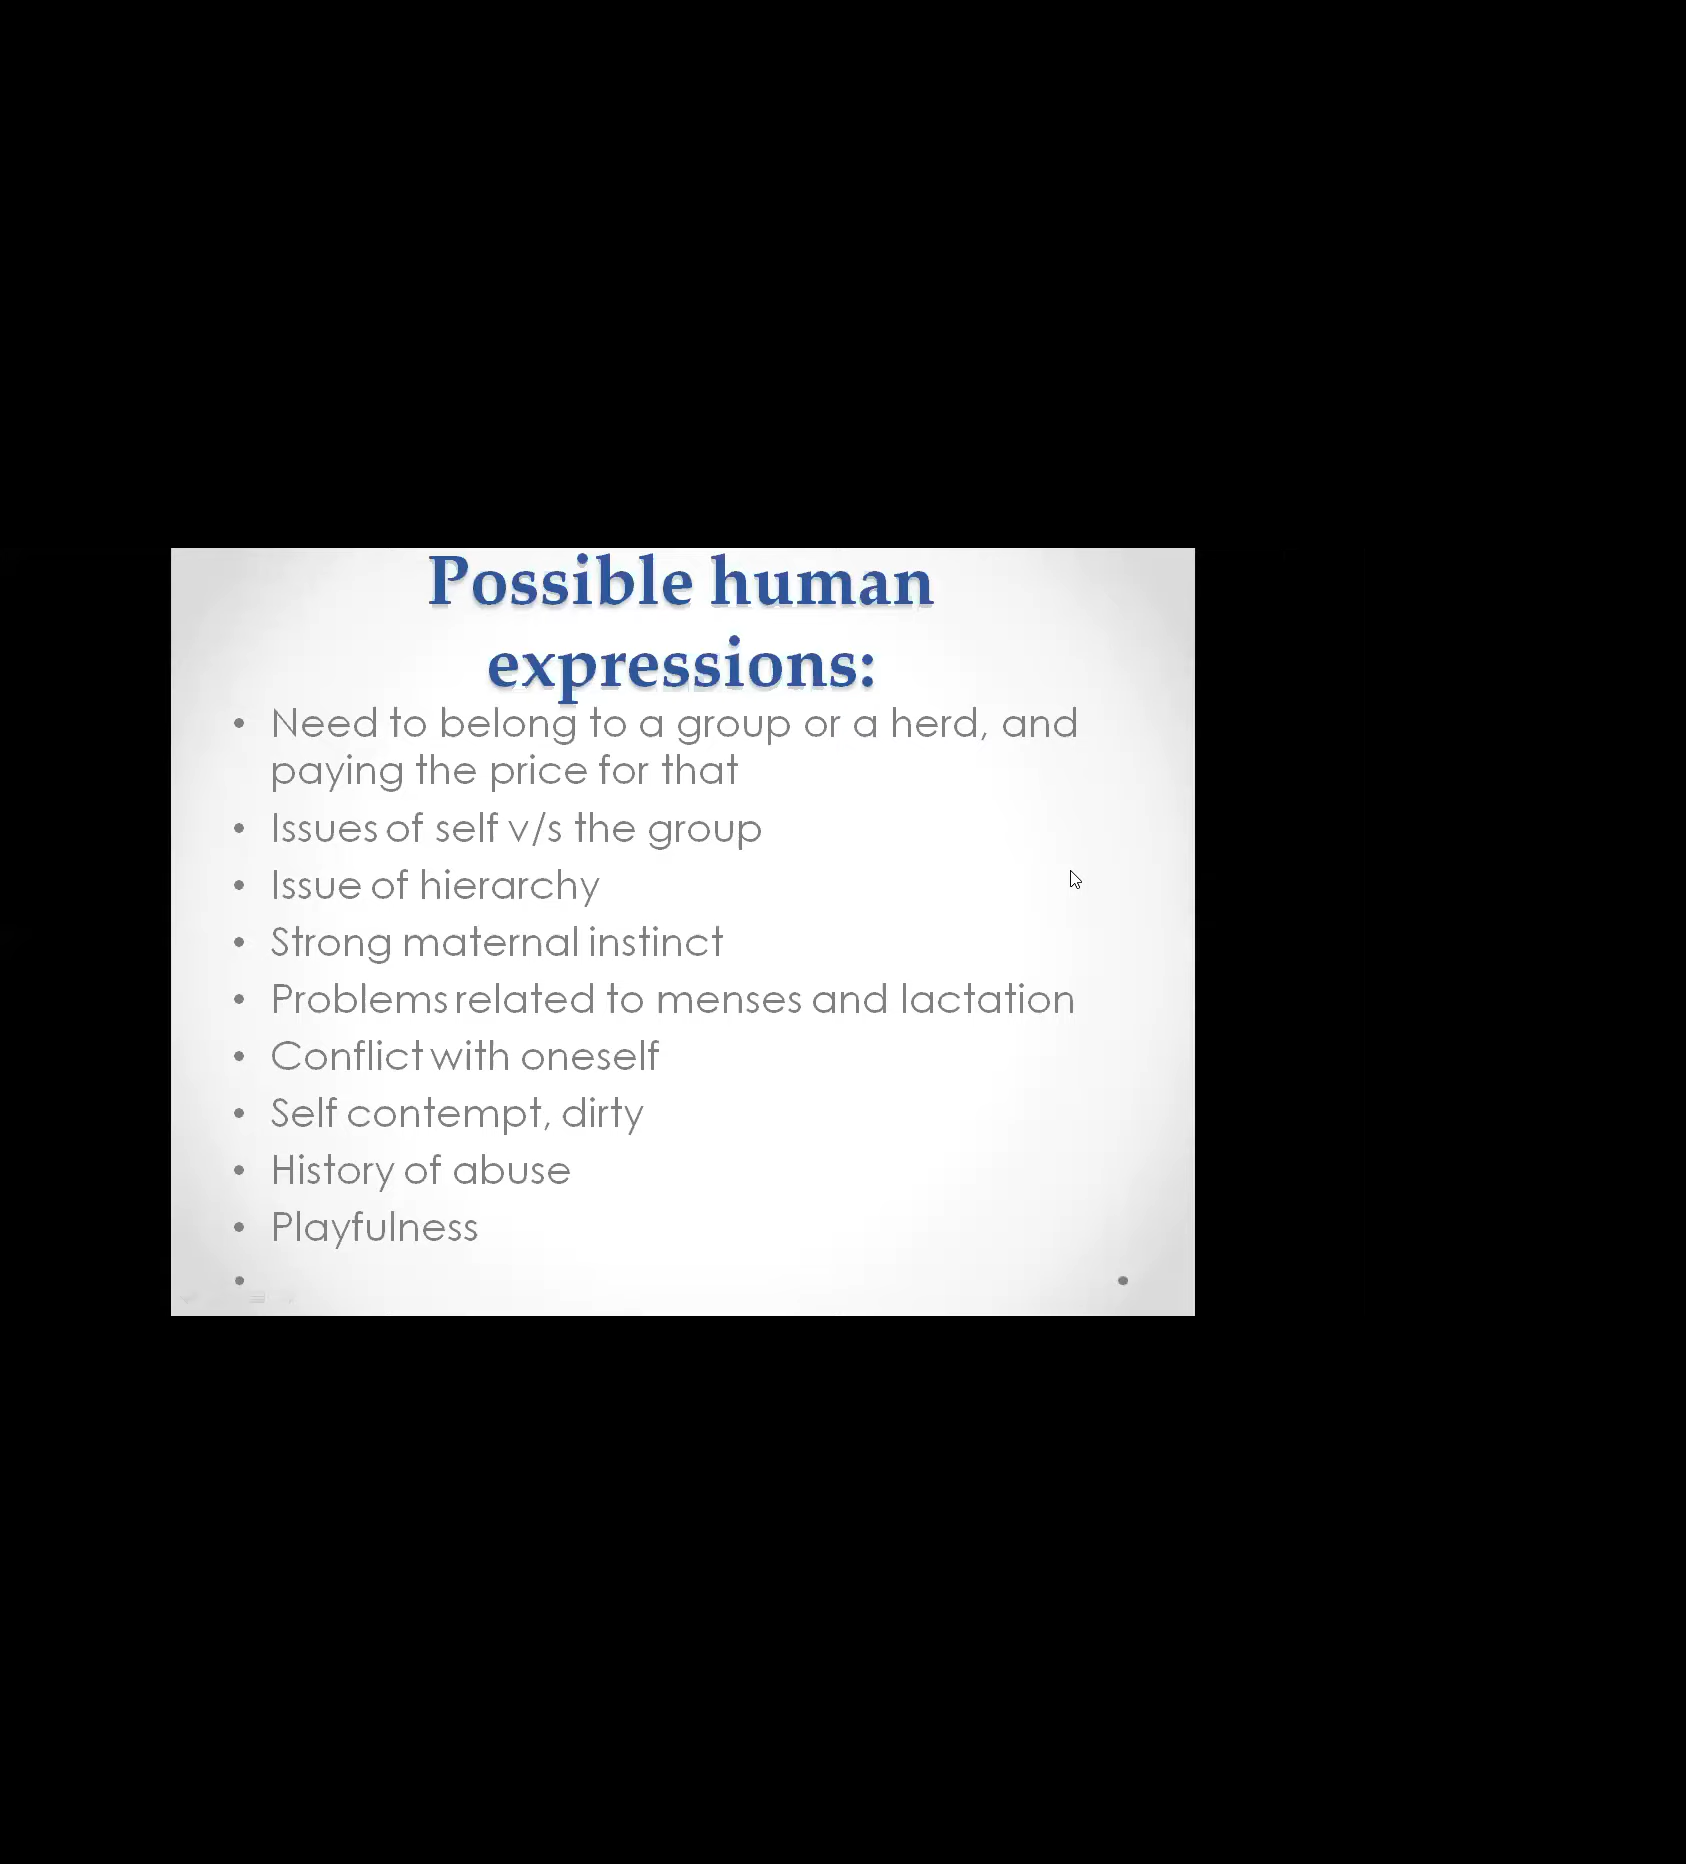 Possible human
expressions:
• Need to belong to a group or a herd, and
paying the price for that
• Issues of self v/s the group
• Issue of hierarchy
• Strong maternal instinct
• Problems related to menses and lactation
• Conflict with oneself
• Self contempt, dirty
• History of abuse
• Playfulness